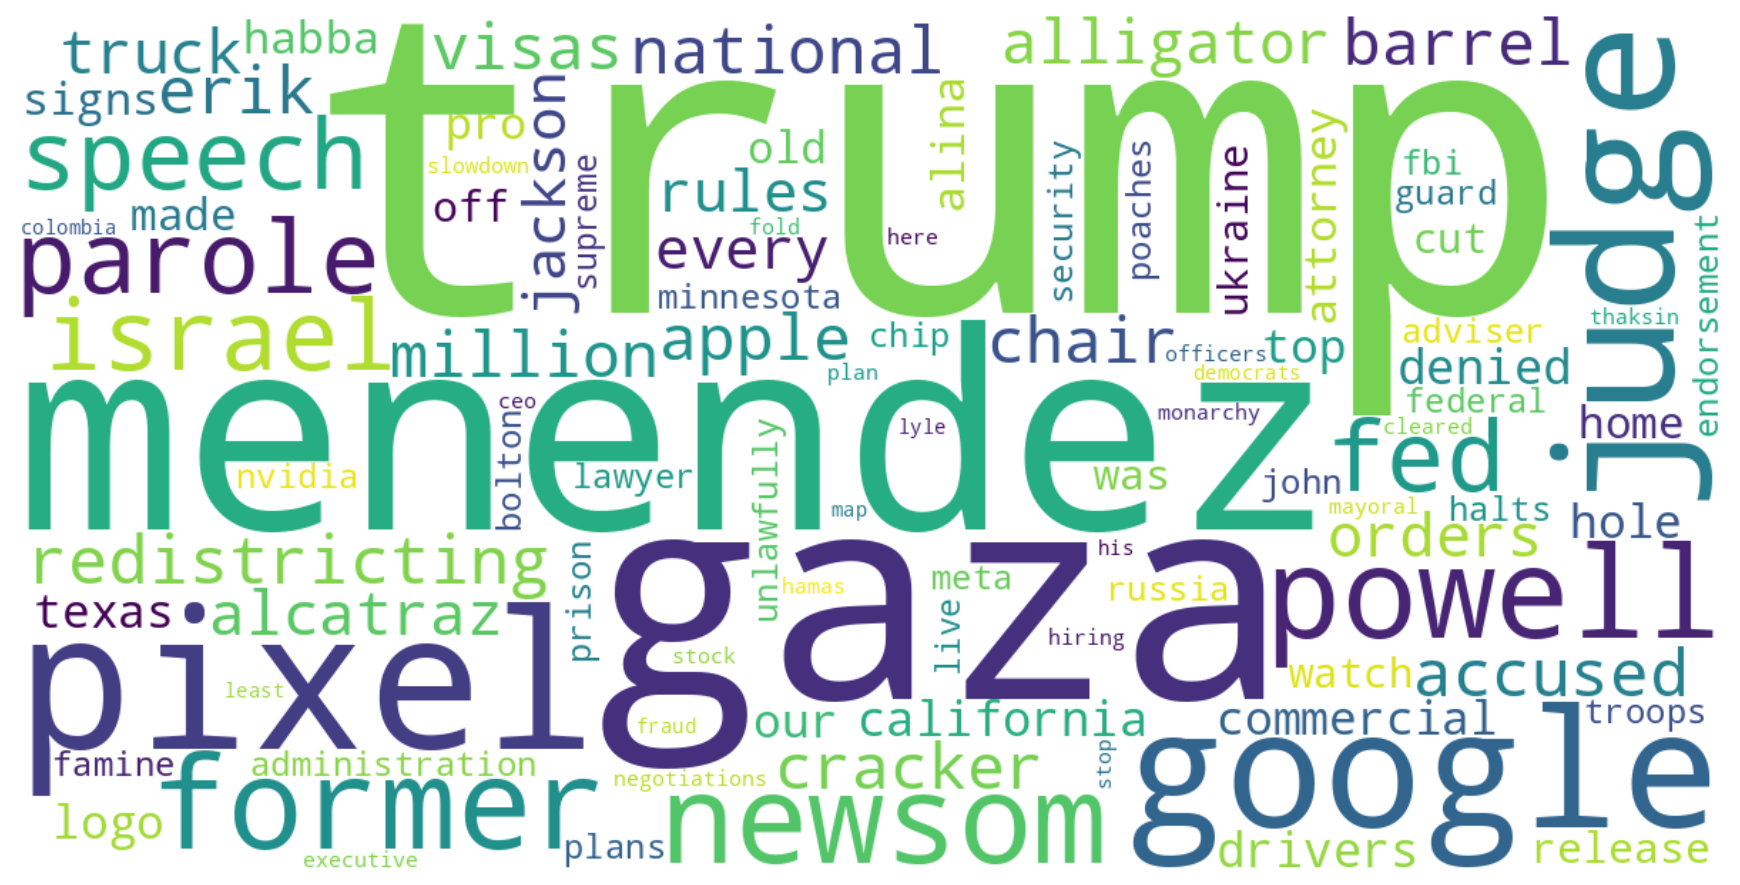 truck
habba
visas
national
alligator
barrel
signs
erik
trump
judge
speech
pro
jackson
slowdown
supreme
old
alina
security
poaches
ukraine
attorney
fbi
guard
colombia
made
off
rules
fold
here
cut
endorsement
parole
every
minnesota
israel
million
apple
chip
chair
officers
top
adviser
thaksin
plan
democrats
denied
menendez
ceo
bolton
lyle
monarchy
federal
home
cleared
fed
nvidia
lawyer
unlawfully
was
john
map
mayoral
halts
hole
redistricting
prison
gaza
his
orders
texas
alcatraz
hamas
meta
russia
powell
pixel
live
hiring
stock
watch
accused
least
fraud
our
california
commercial
troops
famine
administration
negotiations
cracker
stop
google
logo
former
plans
newsom
drivers
release
executive